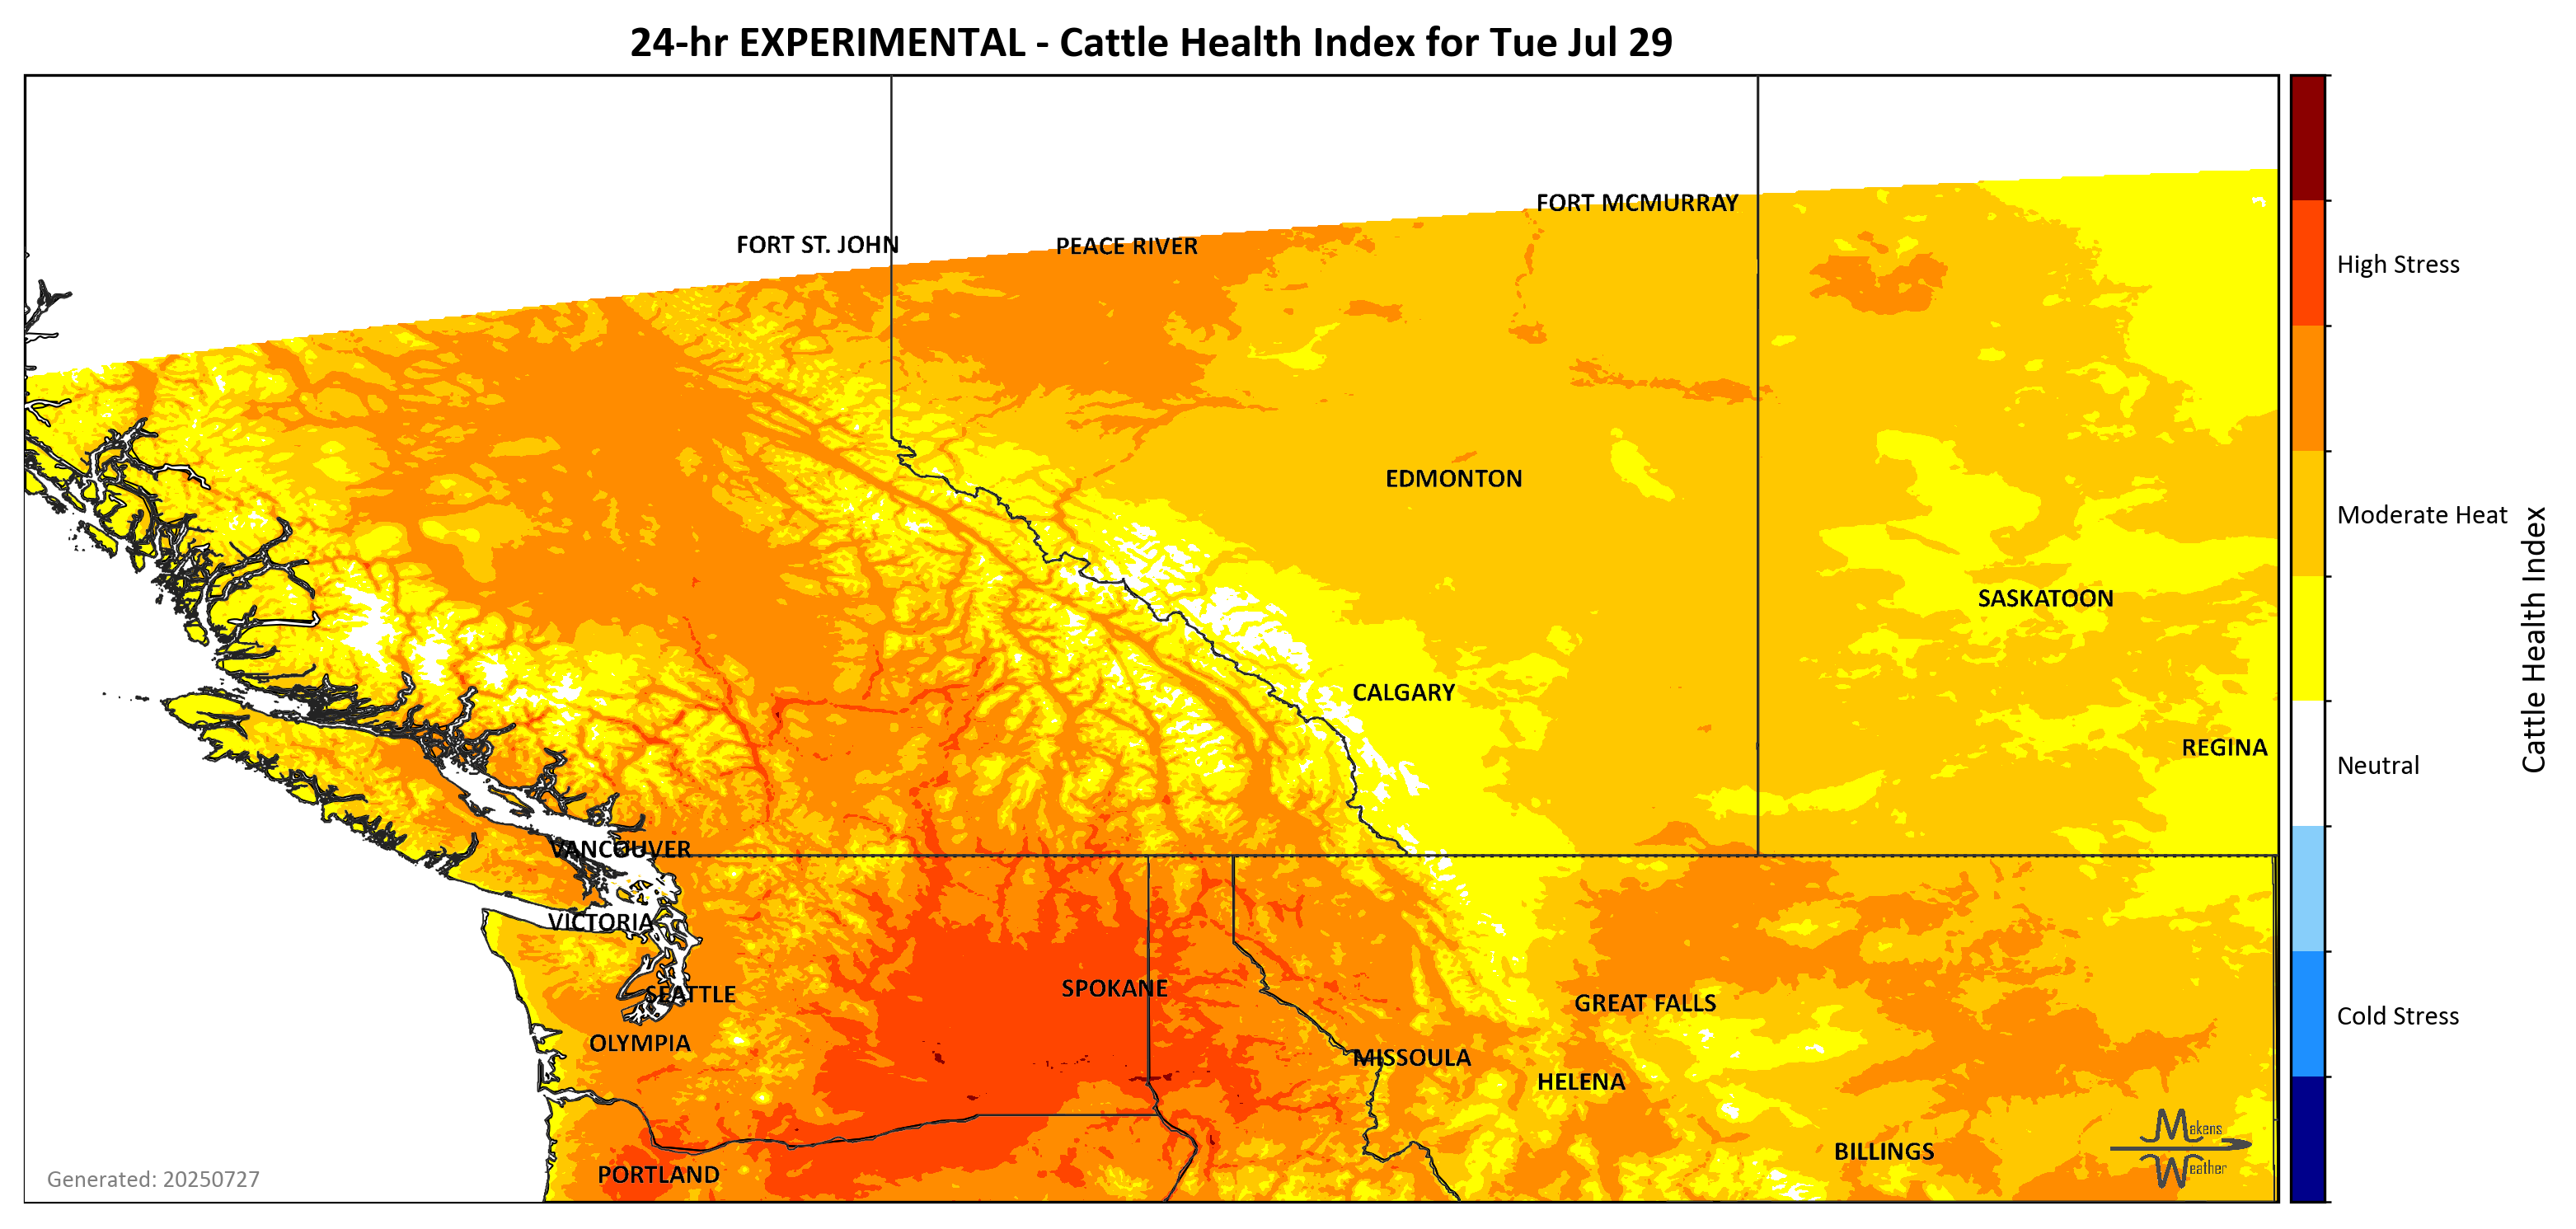 24-hr EXPERIMENTAL - Cattle Health Index for Tue Jul 29
FORT MCMURRAY
FORT ST. JOHN
PEACE RIVER
High Stress
EDMONTON
Moderate Heat
SASKATOON
CALGARY
Cattle Health Index
REGINA
Neutral
VANCOUVER
VICTORIA
SPOKANE
SEATTLE
GREAT FALLS
Cold Stress
OLYMPIA
MISSOULA
HELENA
Makens
Weather
BILLINGS
PORTLAND
Generated: 20250727